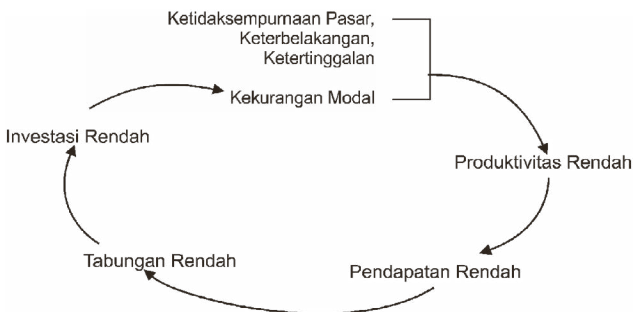 Ketidaksempurnaan Pasar,
Keterbelakangan,
Ketertinggalan
Kekurangan Modal
Investasi Rendah
Produktivitas Rendah
Tabungan Rendah
Pendapatan Rendah